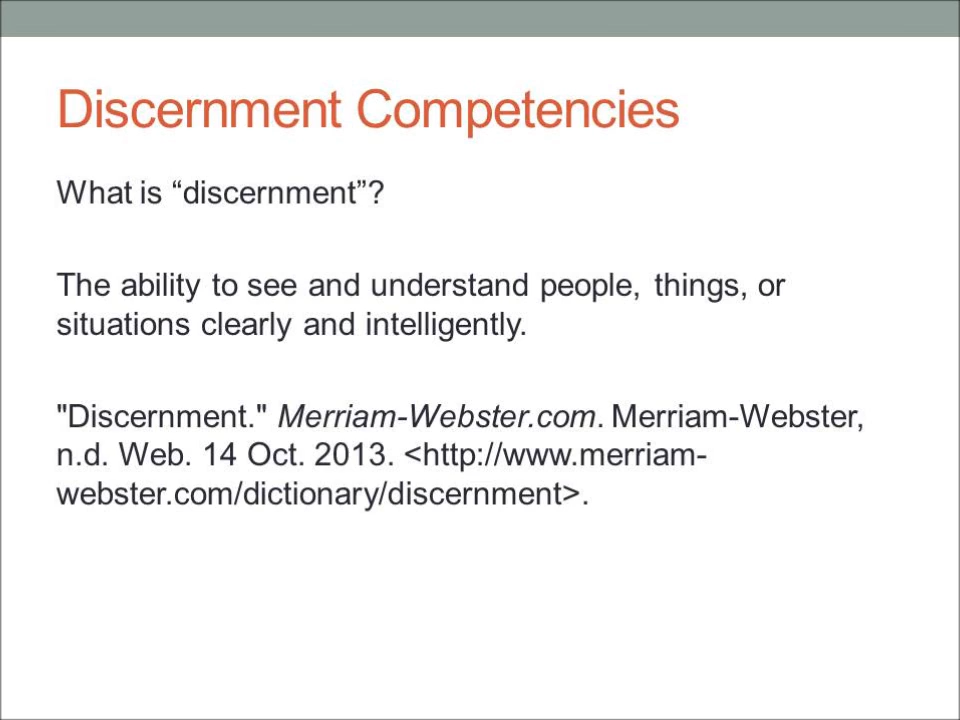 Discernment Competencies
What is “discernment”?
The ability to see and understand people, things, or
situations clearly and intelligently.
"Discernment." Merriam-Webster.com. Merriam-Webster,
n.d. Web. 14 Oct. 2013. <http://www.merriam-
webster.com/dictionary/discernment>.